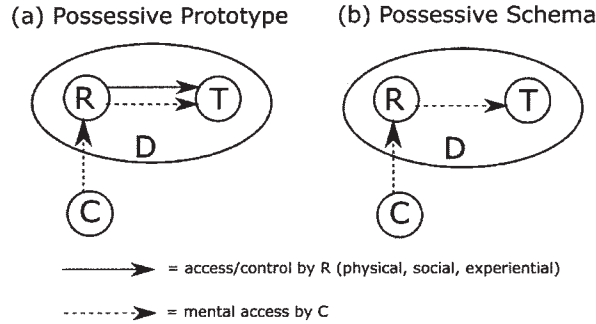 (a) Possessive Prototype
(b) Possessive Schema
R T
D
C
R T
D
C
= access/control by R (physical, social, experiential)
= mental access by C